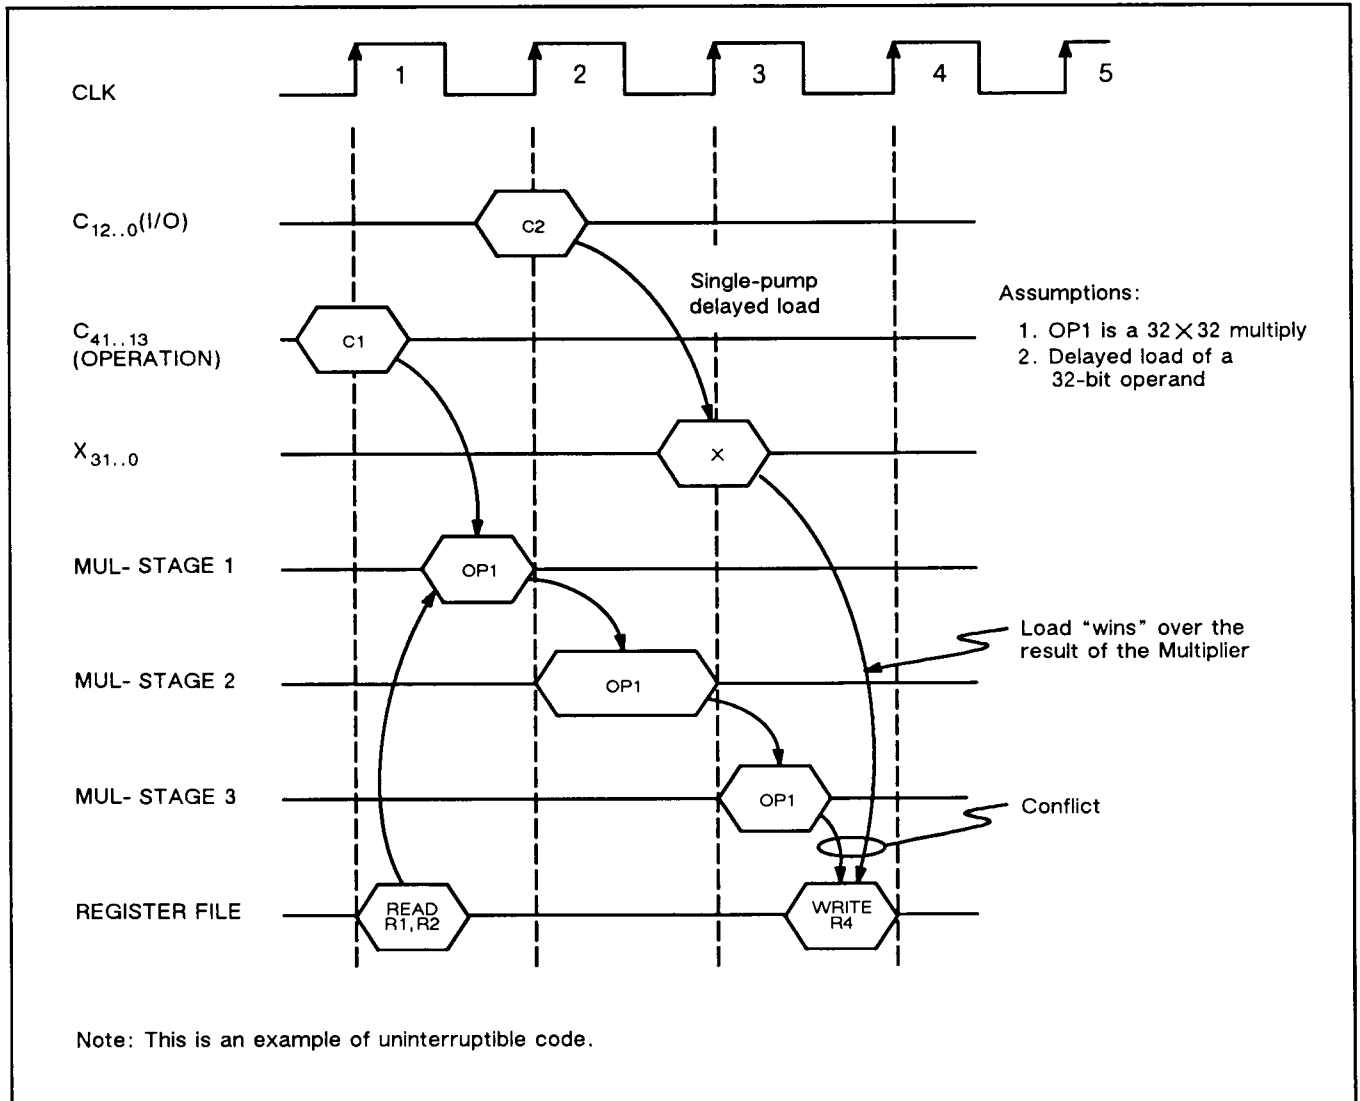 1 2 3 4 5
CLK
C12..0(I/O)
C2
Single-pump
delayed load
Assumptions:
1. OP1 is a 32 X 32 multiply
2. Delayed load of a
32-bit operand
C41..13
(OPERATION)
C1
X31..0
X
MUL- STAGE 1
OP1
Load “wins” over the
result of the Multiplier
MUL- STAGE 2
OP1
MUL- STAGE 3
OP1
Conflict
REGISTER FILE
READ
R1,R2
WRITE
R4
Note: This is an example of uninterruptible code.